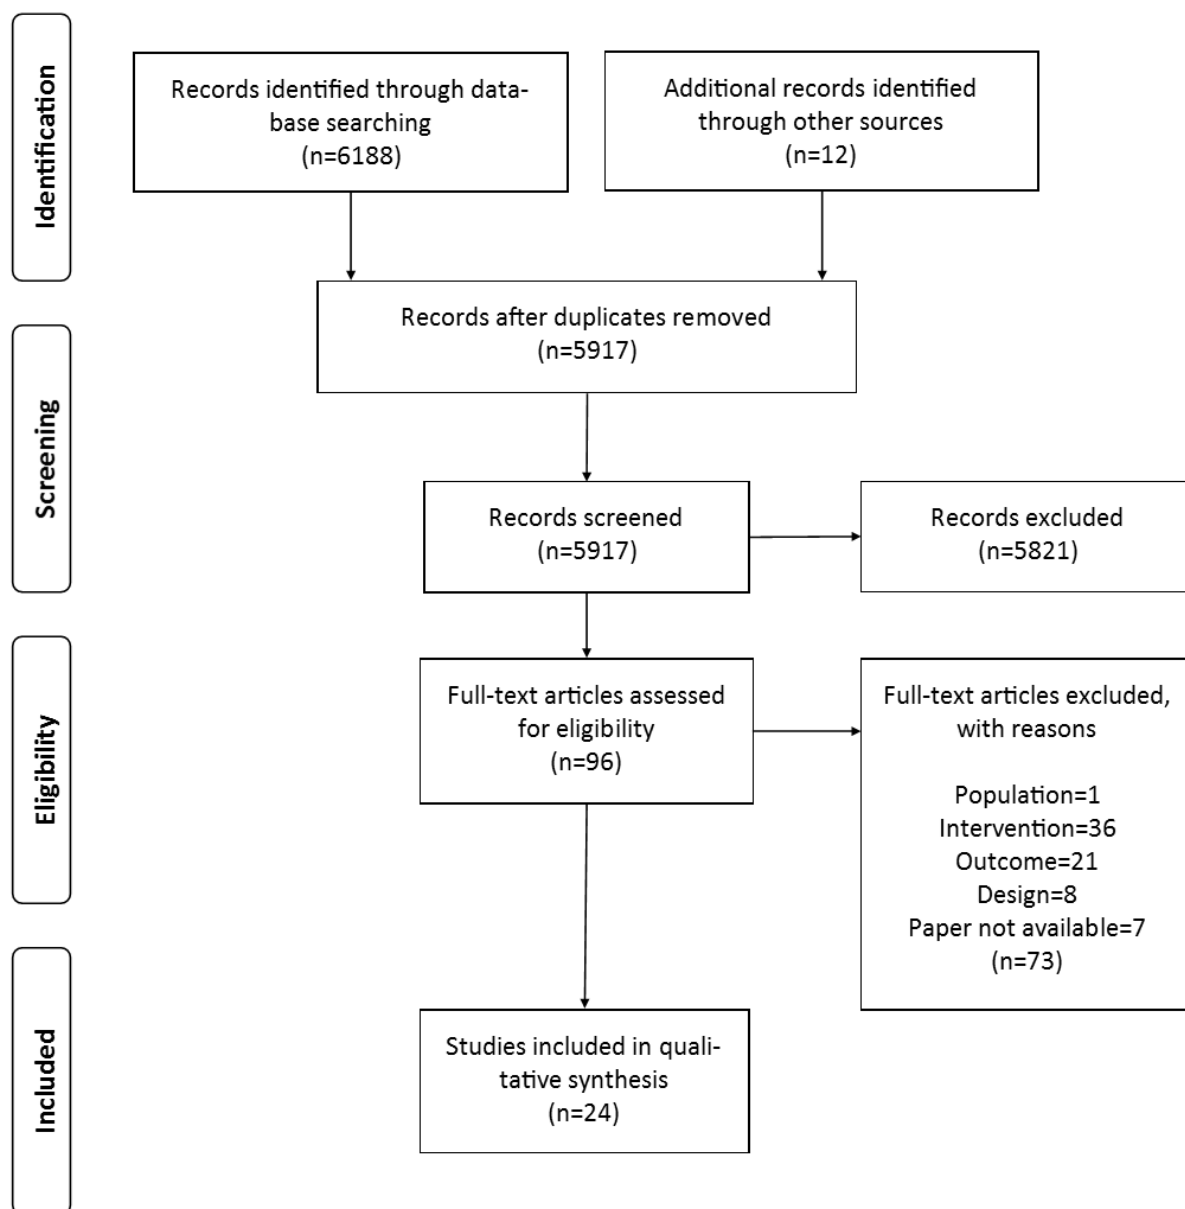 Identification
Records identified through data-
base searching
(n=6188)
Additional records identified
through other sources
(n=12)
Records after duplicates removed
(n=5917)
Screening
Records screened
(n=5917)
Records excluded
(n=5821)
Eligibility
Full-text articles assessed
for eligibility
(n=96)
Full-text articles excluded,
with reasons
Population=1
Intervention=36
Outcome=21
Design=8
Paper not available=7
(n=73)
Included
Studies included in quali-
tative synthesis
(n=24)